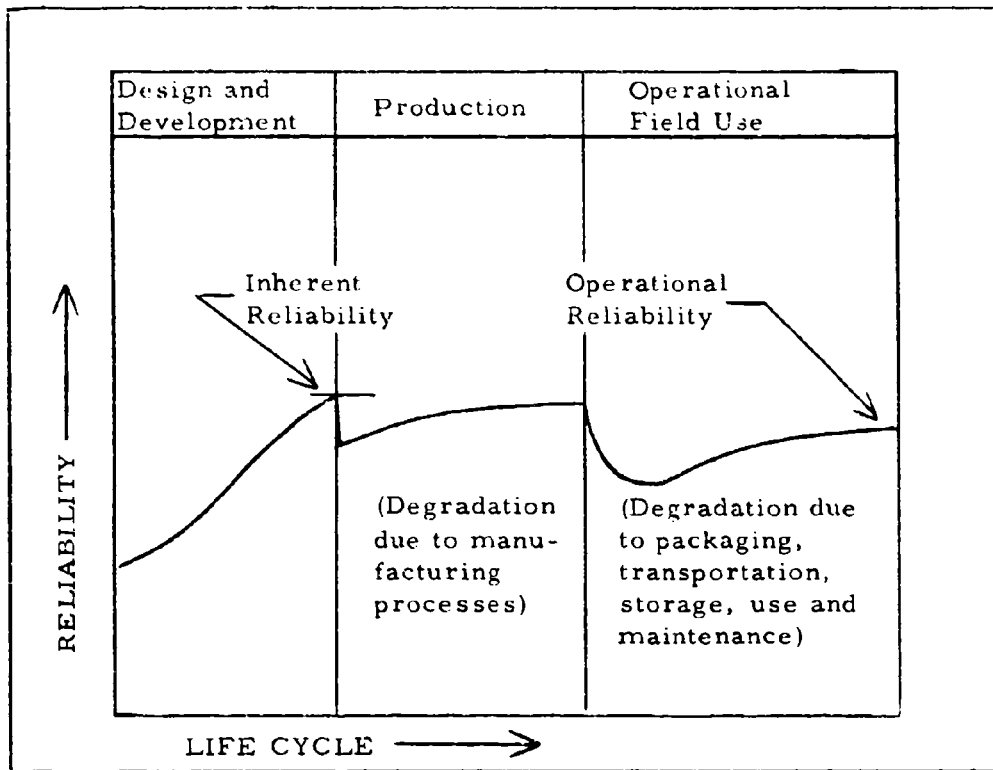 Design and
Development
Production
Operational
Field Use
Inherent
Reliability
Operational
Reliability
RELIABILITY
(Degradation
due to manu-
facturing
processes)
(Degradation due
to packaging,
transportation,
storage, use and
maintenance)
LIFE CYCLE